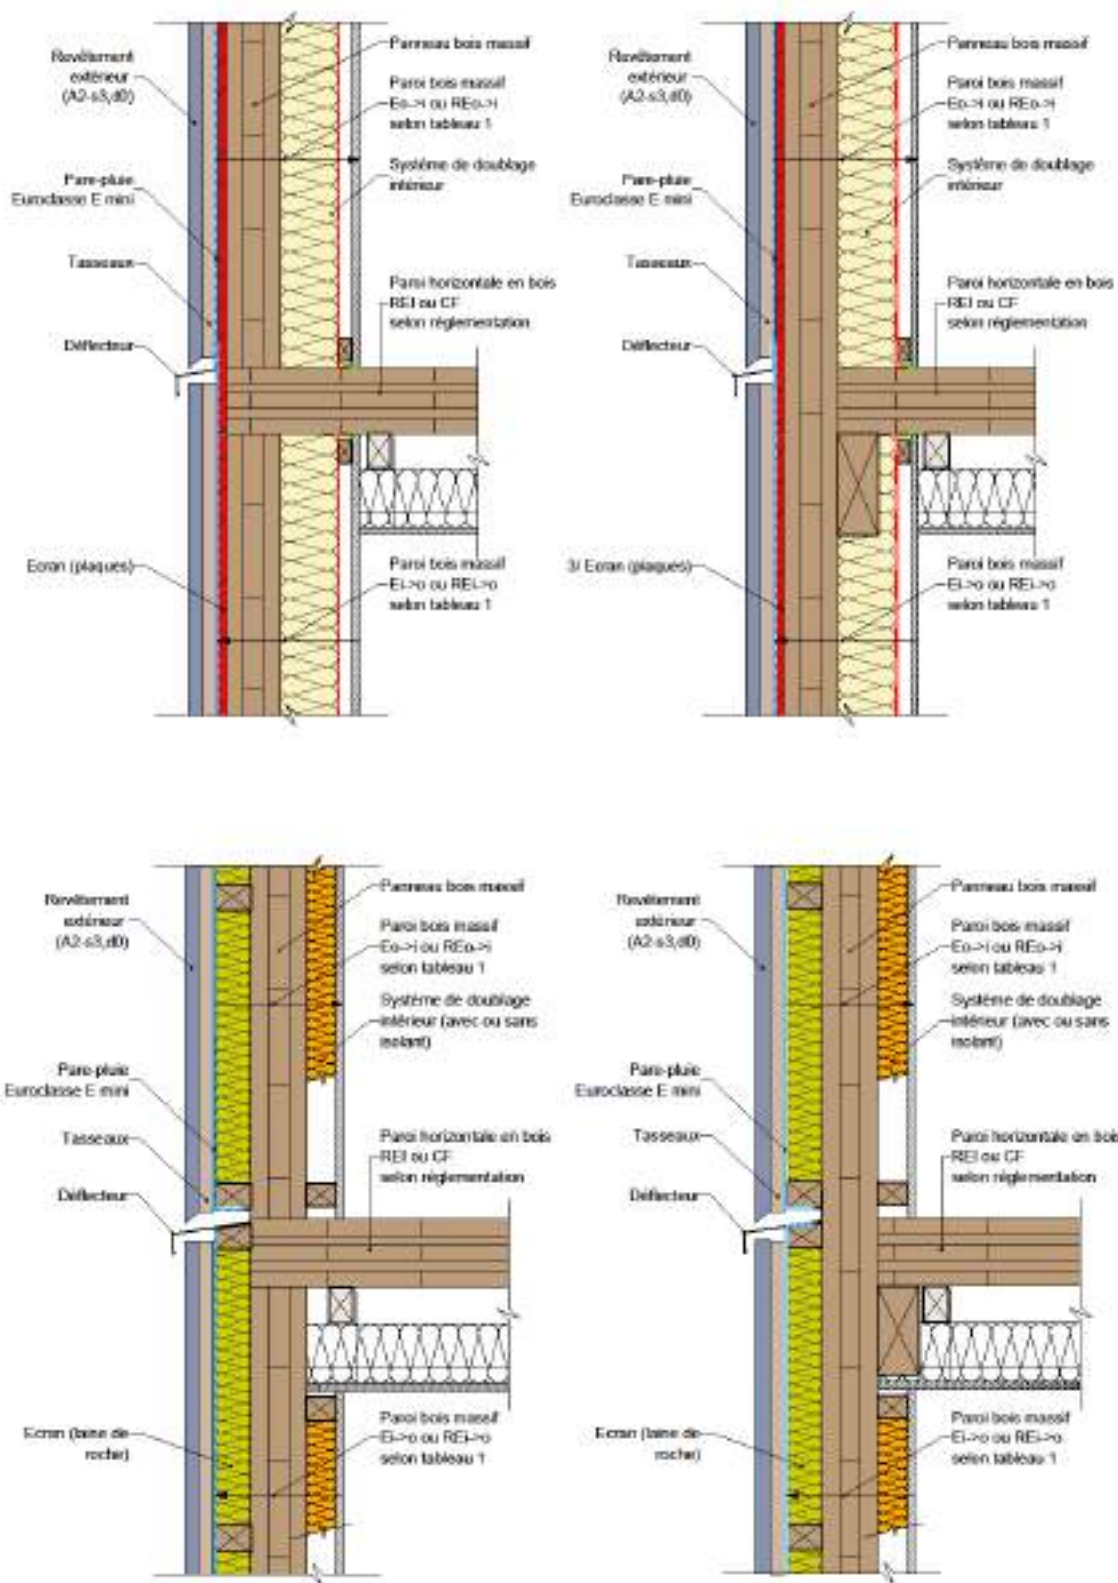 Revêtement
extérieur
(A2-s3,d0)
Pare-pluie
Euroclasse E mini
Tasseaux
Déflecteur
Ecran (plaques)
Panneau bois massif
Paroi bois massif
Eo->i ou REo->i
selon tableau 1
Système de doublage
intérieur
Paroi horizontale en bois
REI ou CF
selon réglementation
Paroi bois massif
Ei->o ou REi->o
selon tableau 1
Revêtement
extérieur
(A2-s3,d0)
Pare-pluie
Euroclasse E mini
Tasseaux
Déflecteur
3/ Ecran (plaques)
Panneau bois massif
Paroi bois massif
Eo->i ou REo->i
selon tableau 1
Système de doublage
intérieur
Paroi horizontale en bois
REI ou CF
selon réglementation
Paroi bois massif
Ei->o ou REi->o
selon tableau 1
Revêtement
extérieur
(A2-s3,d0)
Pare-pluie
Euroclasse E mini
Tasseaux
Déflecteur
Ecran (laine de
roche)
Panneau bois massif
Paroi bois massif
Eo->i ou REo->i
selon tableau 1
Système de doublage
intérieur (avec ou sans
isolant)
Paroi horizontale en bois
REI ou CF
selon réglementation
Paroi bois massif
Ei->o ou REi->o
selon tableau 1
Revêtement
extérieur
(A2-s3,d0)
Pare-pluie
Euroclasse E mini
Tasseaux
Déflecteur
Ecran (laine de
roche)
Panneau bois massif
Paroi bois massif
Eo->i ou REo->i
selon tableau 1
Système de doublage
intérieur (avec ou sans
isolant)
Paroi horizontale en bois
REI ou CF
selon réglementation
Paroi bois massif
Ei->o ou REi->o
selon tableau 1